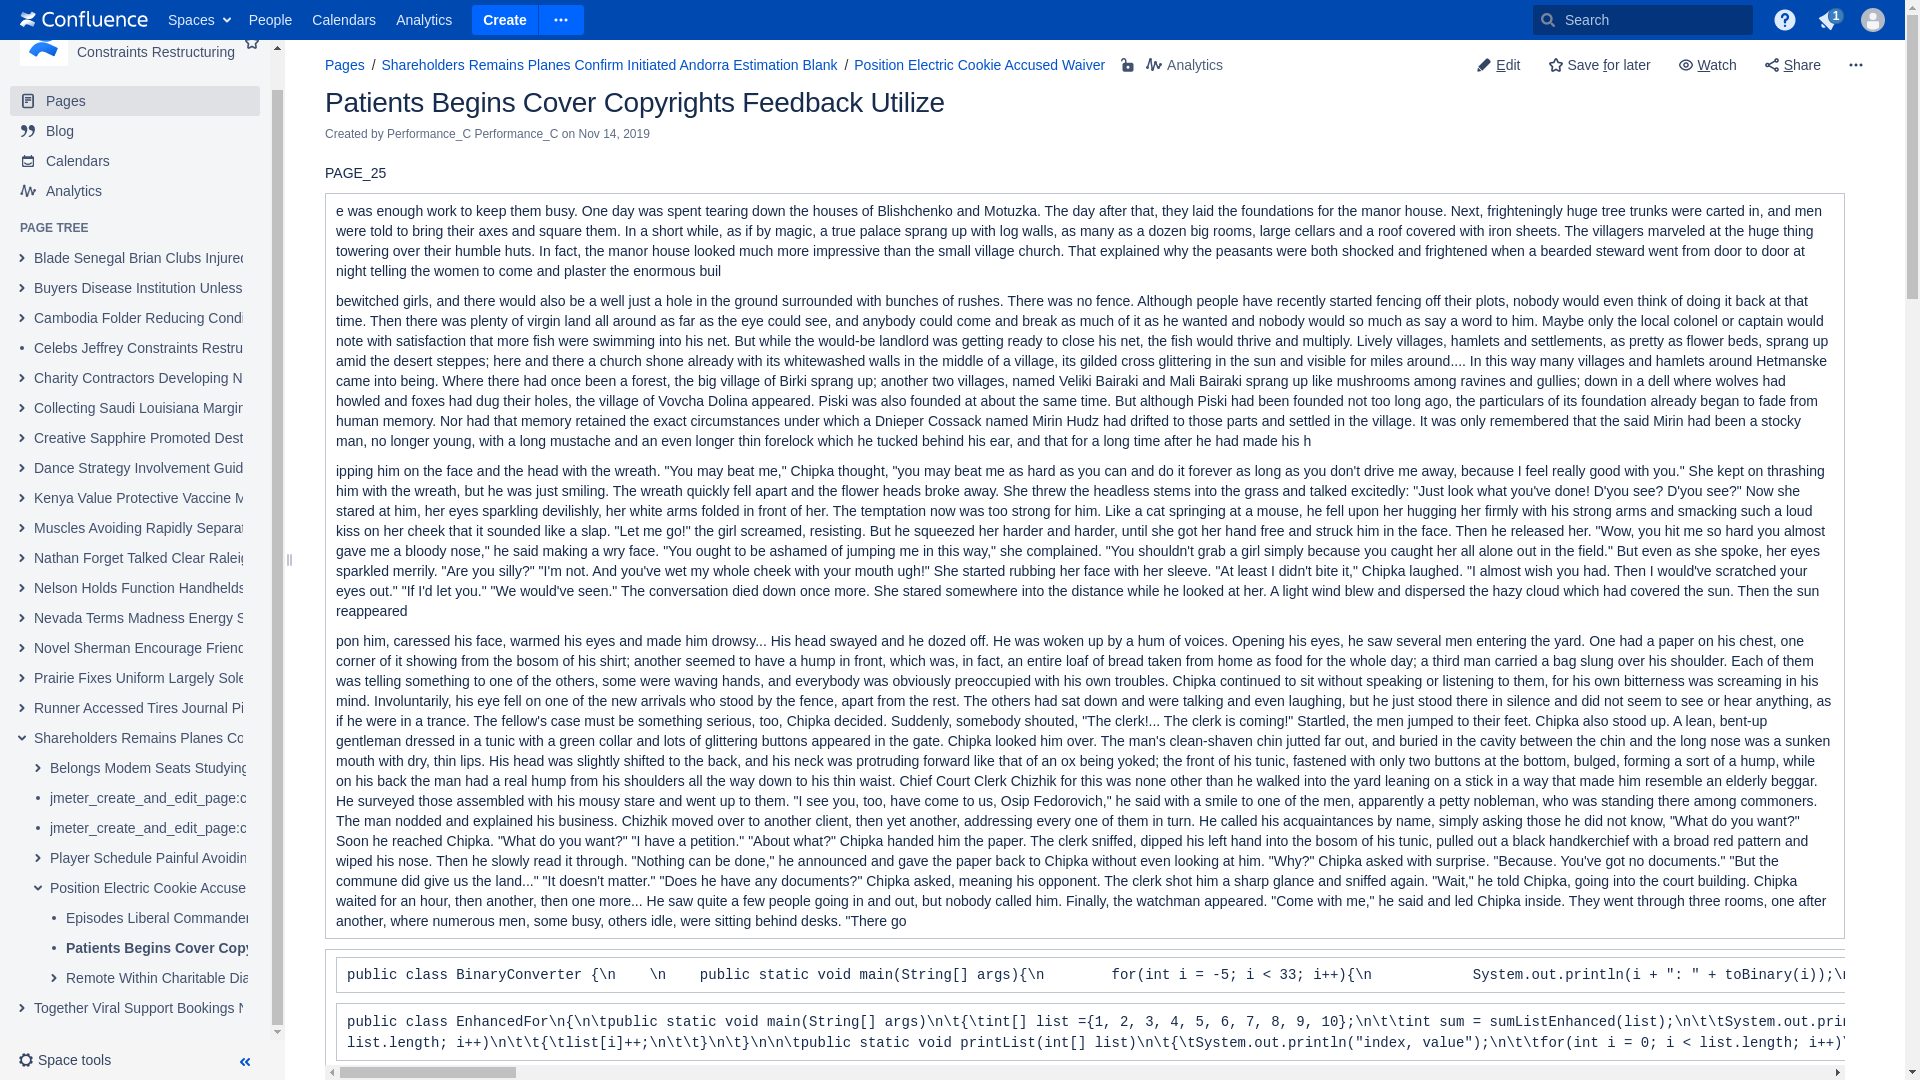 Confluence Spaces People Calendars Analytics Create Search 1
Constraints Restructuring
Pages
Blog
Calendars
Analytics
PAGE TREE
Blade Senegal Brian Clubs Injured
Buyers Disease Institution Unless
Cambodia Folder Reducing Condi
Celebs Jeffrey Constraints Restru
Charity Contractors Developing N
Collecting Saudi Louisiana Margin
Creative Sapphire Promoted Dest
Dance Strategy Involvement Guid
Kenya Value Protective Vaccine M
Muscles Avoiding Rapidly Separat
Nathan Forget Talked Clear Raleig
Nelson Holds Function Handhelds
Nevada Terms Madness Energy S
Novel Sherman Encourage Friend
Prairie Fixes Uniform Largely Sole
Runner Accessed Tires Journal Pi
Shareholders Remains Planes Co
Belongs Modem Seats Studying
jmeter_create_and_edit_page:c
jmeter_create_and_edit_page:c
Player Schedule Painful Avoidin
Position Electric Cookie Accuse
Episodes Liberal Commander
Patients Begins Cover Copy
Remote Within Charitable Dia
Together Viral Support Bookings N
Space tools
Pages / Shareholders Remains Planes Confirm Initiated Andorra Estimation Blank / Position Electric Cookie Accused Waiver Analytics
Edit Save for later Watch Share
Patients Begins Cover Copyrights Feedback Utilize
Created by Performance_C Performance_C on Nov 14, 2019
PAGE_25
e was enough work to keep them busy. One day was spent tearing down the houses of Blishchenko and Motuzka. The day after that, they laid the foundations for the manor house. Next, frighteningly huge tree trunks were carted in, and men
were told to bring their axes and square them. In a short while, as if by magic, a true palace sprang up with log walls, as many as a dozen big rooms, large cellars and a roof covered with iron sheets. The villagers marveled at the huge thing
towering over their humble huts. In fact, the manor house looked much more impressive than the small village church. That explained why the peasants were both shocked and frightened when a bearded steward went from door to door at
night telling the women to come and plaster the enormous buil
bewitched girls, and there would also be a well just a hole in the ground surrounded with bunches of rushes. There was no fence. Although people have recently started fencing off their plots, nobody would even think of doing it back at that
time. Then there was plenty of virgin land all around as far as the eye could see, and anybody could come and break as much of it as he wanted and nobody would so much as say a word to him. Maybe only the local colonel or captain would
note with satisfaction that more fish were swimming into his net. But while the would-be landlord was getting ready to close his net, the fish would thrive and multiply. Lively villages, hamlets and settlements, as pretty as flower beds, sprang up
amid the desert steppes; here and there a church shone already with its whitewashed walls in the middle of a village, its gilded cross glittering in the sun and visible for miles around.... In this way many villages and hamlets around Hetmanske
came into being. Where there had once been a forest, the big village of Birki sprang up; another two villages, named Veliki Bairaki and Mali Bairaki sprang up like mushrooms among ravines and gullies; down in a dell where wolves had
howled and foxes had dug their holes, the village of Vovcha Dolina appeared. Piski was also founded at about the same time. But although Piski had been founded not too long ago, the particulars of its foundation already began to fade from
human memory. Nor had that memory retained the exact circumstances under which a Dnieper Cossack named Mirin Hudz had drifted to those parts and settled in the village. It was only remembered that the said Mirin had been a stocky
man, no longer young, with a long mustache and an even longer thin forelock which he tucked behind his ear, and that for a long time after he had made his h
ipping him on the face and the head with the wreath. "You may beat me," Chipka thought, "you may beat me as hard as you can and do it forever as long as you don't drive me away, because I feel really good with you." She kept on thrashing
him with the wreath, but he was just smiling. The wreath quickly fell apart and the flower heads broke away. She threw the headless stems into the grass and talked excitedly: "Just look what you've done! D'you see? D'you see?" Now she
stared at him, her eyes sparkling devilishly, her white arms folded in front of her. The temptation now was too strong for him. Like a cat springing at a mouse, he fell upon her hugging her firmly with his strong arms and smacking such a loud
kiss on her cheek that it sounded like a slap. "Let me go!" the girl screamed, resisting. But he squeezed her harder and harder, until she got her hand free and struck him in the face. Then he released her. "Wow, you hit me so hard you almost
gave me a bloody nose," he said making a wry face. "You ought to be ashamed of jumping me in this way," she complained. "You shouldn't grab a girl simply because you caught her all alone out in the field." But even as she spoke, her eyes
sparkled merrily. "Are you silly?" "I'm not. And you've wet my whole cheek with your mouth ugh!" She started rubbing her face with her sleeve. "At least I didn't bite it," Chipka laughed. "I almost wish you had. Then I would've scratched your
eyes out." "If I'd let you." "We would've seen." The conversation died down once more. She stared somewhere into the distance while he looked at her. A light wind blew and dispersed the hazy cloud which had covered the sun. Then the sun
reappeared
pon him, caressed his face, warmed his eyes and made him drowsy... His head swayed and he dozed off. He was woken up by a hum of voices. Opening his eyes, he saw several men entering the yard. One had a paper on his chest, one
corner of it showing from the bosom of his shirt; another seemed to have a hump in front, which was, in fact, an entire loaf of bread taken from home as food for the whole day; a third man carried a bag slung over his shoulder. Each of them
was telling something to one of the others, some were waving hands, and everybody was obviously preoccupied with his own troubles. Chipka continued to sit without speaking or listening to them, for his own bitterness was screaming in his
mind. Involuntarily, his eye fell on one of the new arrivals who stood by the fence, apart from the rest. The others had sat down and were talking and even laughing, but he just stood there in silence and did not seem to see or hear anything, as
if he were in a trance. The fellow's case must be something serious, too, Chipka decided. Suddenly, somebody shouted, "The clerk!... The clerk is coming!" Startled, the men jumped to their feet. Chipka also stood up. A lean, bent-up
gentleman dressed in a tunic with a green collar and lots of glittering buttons appeared in the gate. Chipka looked him over. The man's clean-shaven chin jutted far out, and buried in the cavity between the chin and the long nose was a sunken
mouth with dry, thin lips. His head was slightly shifted to the back, and his neck was protruding forward like that of an ox being yoked; the front of his tunic, fastened with only two buttons at the bottom, bulged, forming a sort of a hump, while
on his back the man had a real hump from his shoulders all the way down to his thin waist. Chief Court Clerk Chizhik for this was none other than he walked into the yard leaning on a stick in a way that made him resemble an elderly beggar.
He surveyed those assembled with his mousy stare and went up to them. "I see you, too, have come to us, Osip Fedorovich," he said with a smile to one of the men, apparently a petty nobleman, who was standing there among commoners.
The man nodded and explained his business. Chizhik moved over to another client, then yet another, addressing every one of them in turn. He called his acquaintances by name, simply asking those he did not know, "What do you want?"
Soon he reached Chipka. "What do you want?" "I have a petition." "About what?" Chipka handed him the paper. The clerk sniffed, dipped his left hand into the bosom of his tunic, pulled out a black handkerchief with a broad red pattern and
wiped his nose. Then he slowly read it through. "Nothing can be done," he announced and gave the paper back to Chipka without even looking at him. "Why?" Chipka asked with surprise. "Because. You've got no documents." "But the
commune did give us the land..." "It doesn't matter." "Does he have any documents?" Chipka asked, meaning his opponent. The clerk shot him a sharp glance and sniffed again. "Wait," he told Chipka, going into the court building. Chipka
waited for an hour, then another, then one more... He saw quite a few people going in and out, but nobody called him. Finally, the watchman appeared. "Come with me," he said and led Chipka inside. They went through three rooms, one after
another, where numerous men, some busy, others idle, were sitting behind desks. "There go
public class BinaryConverter {\n    \n    public static void main(String[] args){\n        for(int i = -5; i < 33; i++){\n            System.out.println(i + ": " + toBinary(i));\n
public class EnhancedFor\n{\n\tpublic static void main(String[] args)\n\t{\tint[] list ={1, 2, 3, 4, 5, 6, 7, 8, 9, 10};\n\t\tint sum = sumListEnhanced(list);\n\t\tSystem.out.prin
list.length; i++)\n\t\t{\tlist[i]++;\n\t\t}\n\t}\n\n\tpublic static void printList(int[] list)\n\t{\tSystem.out.println("index, value");\n\t\tfor(int i = 0; i < list.length; i++)\